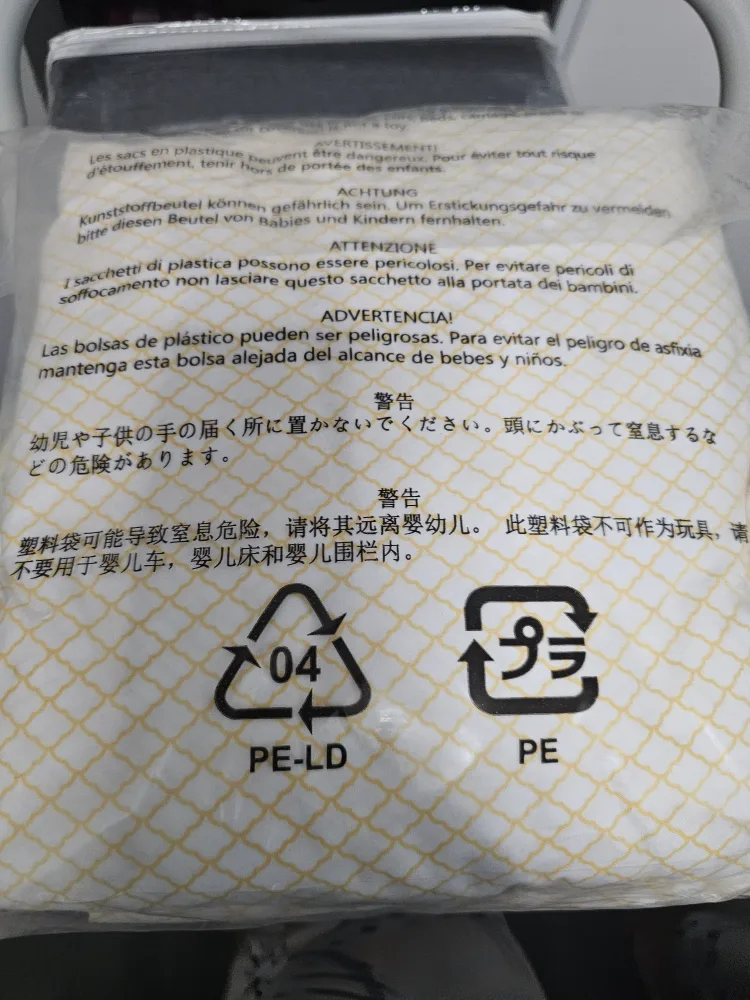 is not a toy.
AVERTISSEMENT!
Les sacs en plastique peuvent être dangereux. Pour éviter tout risque
d'étouffement, tenir hors de portée des enfants.
ACHTUNG
Kunststoffbeutel können gefährlich sein. Um Erstickungsgefahr zu vermeiden
bitte diesen Beutel von Babies und Kindern fernhalten.
ATTENZIONE
I sacchetti di plastica possono essere pericolosi. Per evitare pericoli di
soffocamento non lasciare questo sacchetto alla portata dei bambini.
ADVERTENCIA!
Las bolsas de plástico pueden ser peligrosas. Para evitar el peligro de asfixia
mantenga esta bolsa alejada del alcance de bebes y niños.
警告
幼児や子供の手の届く所に置かないでください。頭にかぶって窒息するな
どの危険があります。
警告
塑料袋可能导致窒息危险，请将其远离婴幼儿。 此塑料袋不可作为玩具，请
不要用于婴儿车，婴儿床和婴儿围栏内。
04
プラ
PE-LD
PE